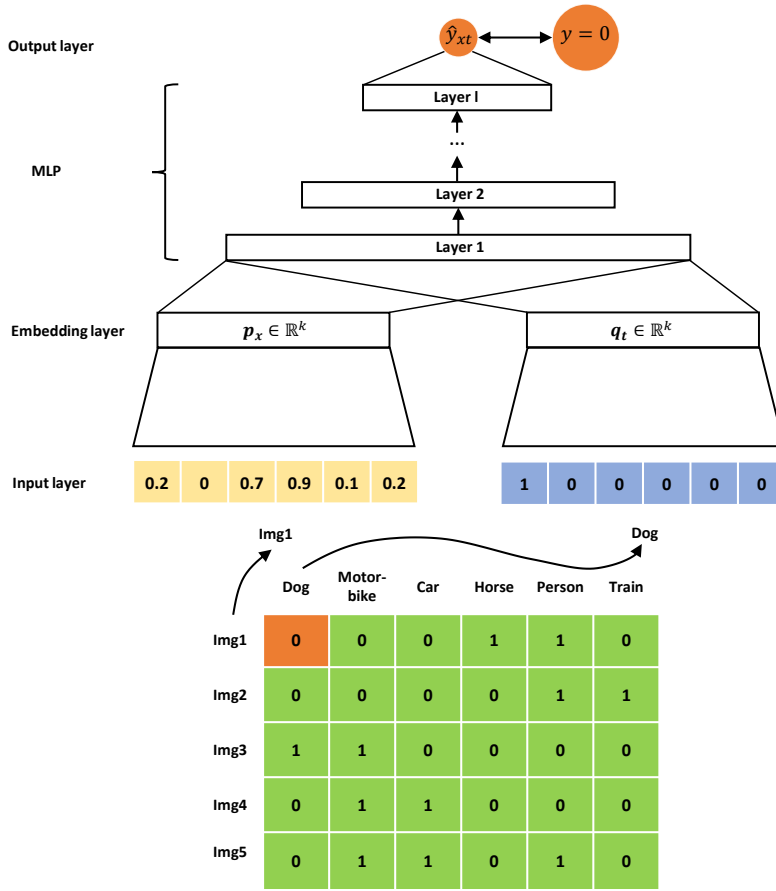 Output layer
ŷxt
y = 0
Layer l
...
MLP
Layer 2
Layer 1
Embedding layer
px ∈ ℝk
qt ∈ ℝk
Input layer
0.2 0 0.7 0.9 0.1 0.2
1 0 0 0 0 0
Img1
Dog
Dog Motor-bike Car Horse Person Train
Img1 0 0 0 1 1 0
Img2 0 0 0 0 1 1
Img3 1 1 0 0 0 0
Img4 0 1 1 0 0 0
Img5 0 1 1 0 1 0